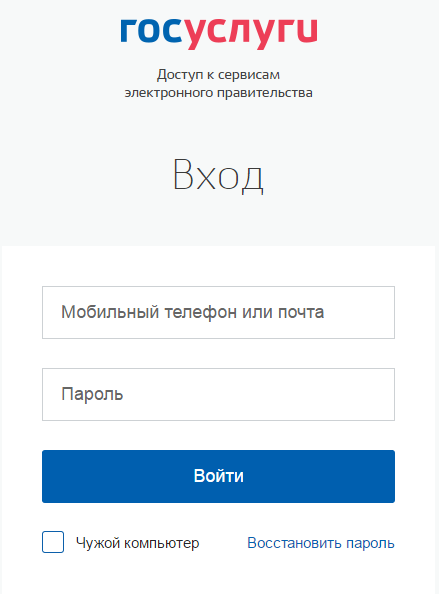 госуслуги
Доступ к сервисам
электронного правительства
Вход
Мобильный телефон или почта
Пароль
Войти
Чужой компьютер
Восстановить пароль